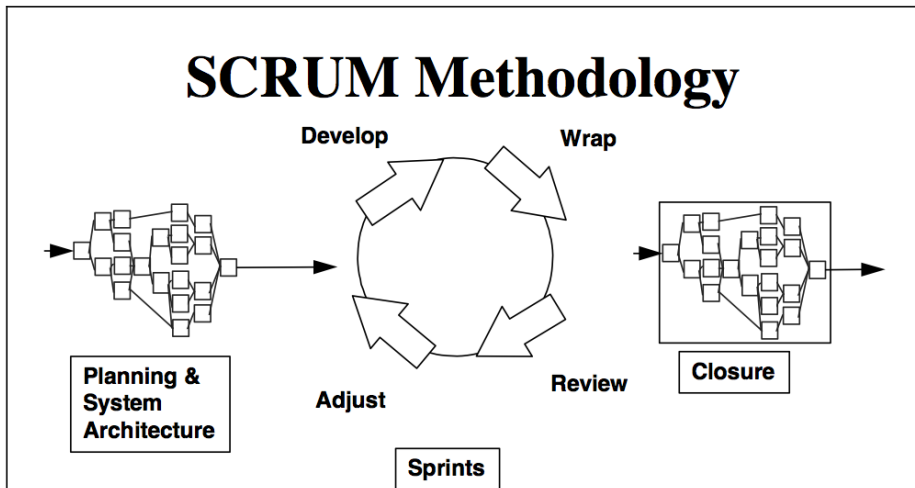 SCRUM Methodology
Develop
Wrap
Planning &
System
Architecture
Adjust
Review
Closure
Sprints